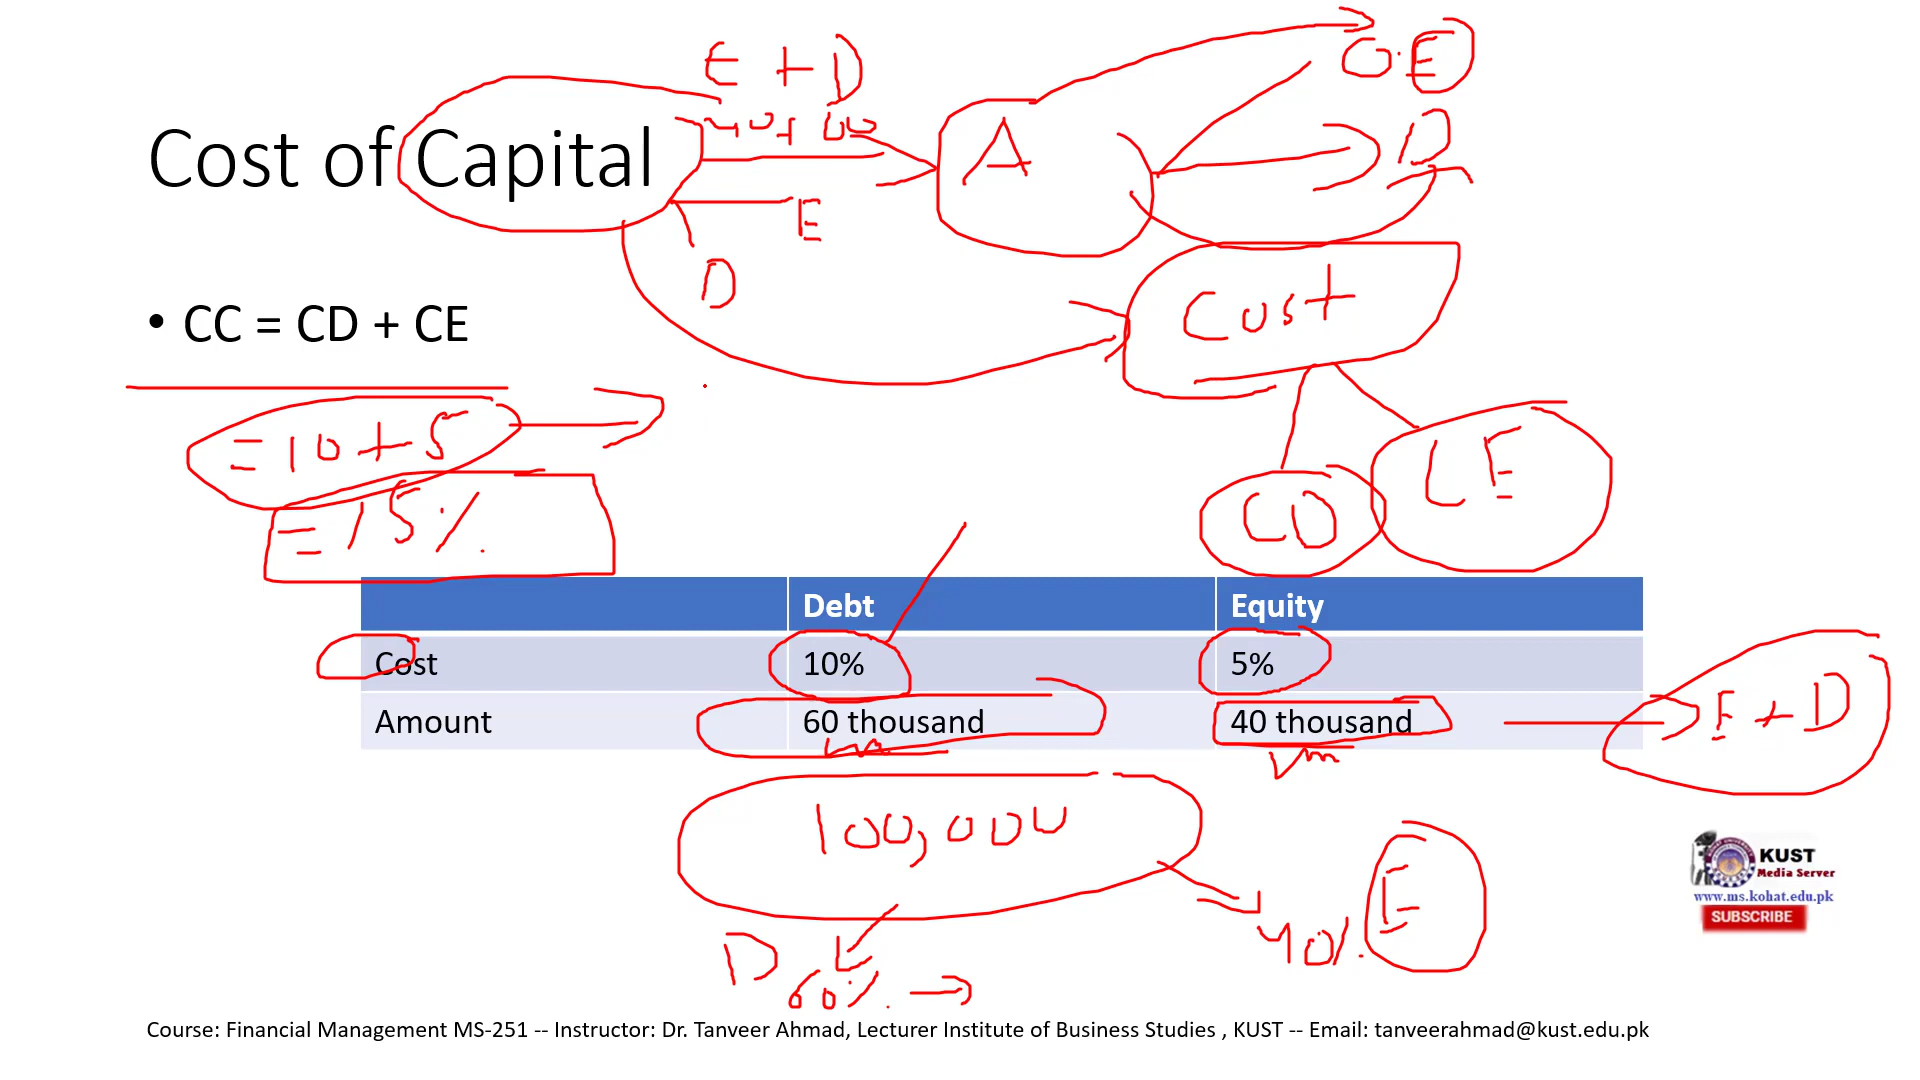 E + D
O.E
40+60
A
D
Cost of Capital
E
D
Cost
• CC = CD + CE
= 10 + 5
CE
= 15%.
CD
Debt Equity
Cost 10% 5%
Amount 60 thousand 40 thousand
E + D
100,000
KUST
Media Server
www.ms.kohat.edu.pk
SUBSCRIBE
E
40%.
D
60%.
Course: Financial Management MS-251 -- Instructor: Dr. Tanveer Ahmad, Lecturer Institute of Business Studies , KUST -- Email: tanveerahmad@kust.edu.pk